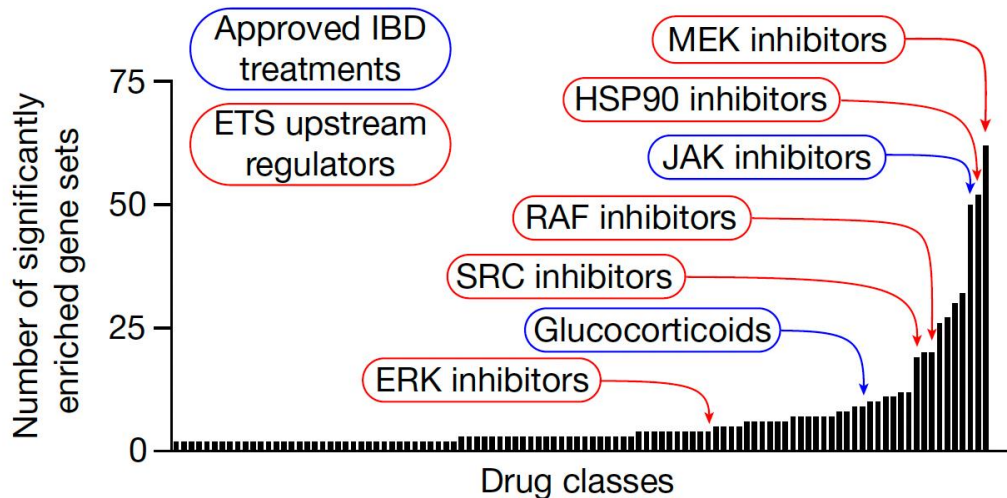 Approved IBD
treatments
ETS upstream
regulators
MEK inhibitors
HSP90 inhibitors
JAK inhibitors
RAF inhibitors
SRC inhibitors
Glucocorticoids
ERK inhibitors
Number of significantly
enriched gene sets
75
50
25
0
Drug classes